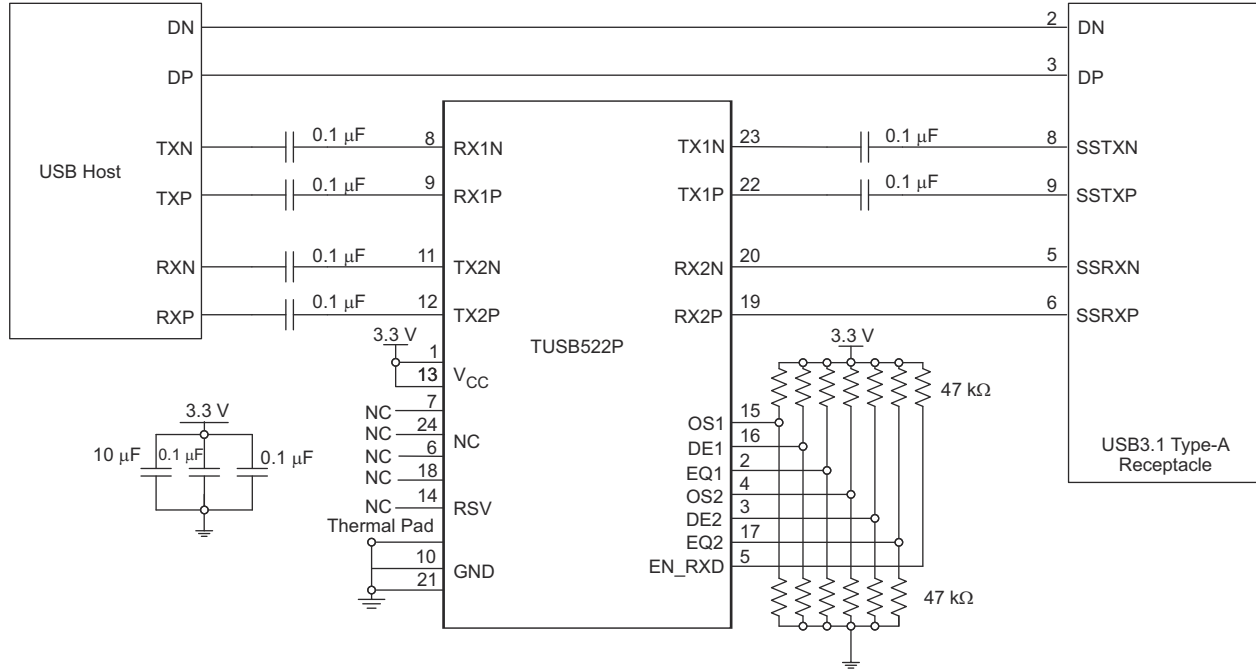 DN 2 DN
DP 3 DP
TXN 0.1 μF 8 RX1N TX1N 23 0.1 μF 8 SSTXN
USB Host
TXP 0.1 μF 9 RX1P TX1P 22 0.1 μF 9 SSTXP
RXN 0.1 μF 11 TX2N RX2N 20 5 SSRXN
RXP 0.1 μF 12 TX2P RX2P 19 6 SSRXP
3.3 V
TUSB522P
3.3 V
1
13 VCC
47 kΩ
NC 7
NC 24
NC
NC 6
NC 18
NC 14 RSV
Thermal Pad
10
GND
21
3.3 V
10 μF 0.1 μF 0.1 μF
OS1 15
DE1 16
EQ1 2
OS2 4
DE2 3
EQ2 17
EN_RXD 5
47 kΩ
USB3.1 Type-A
Receptacle